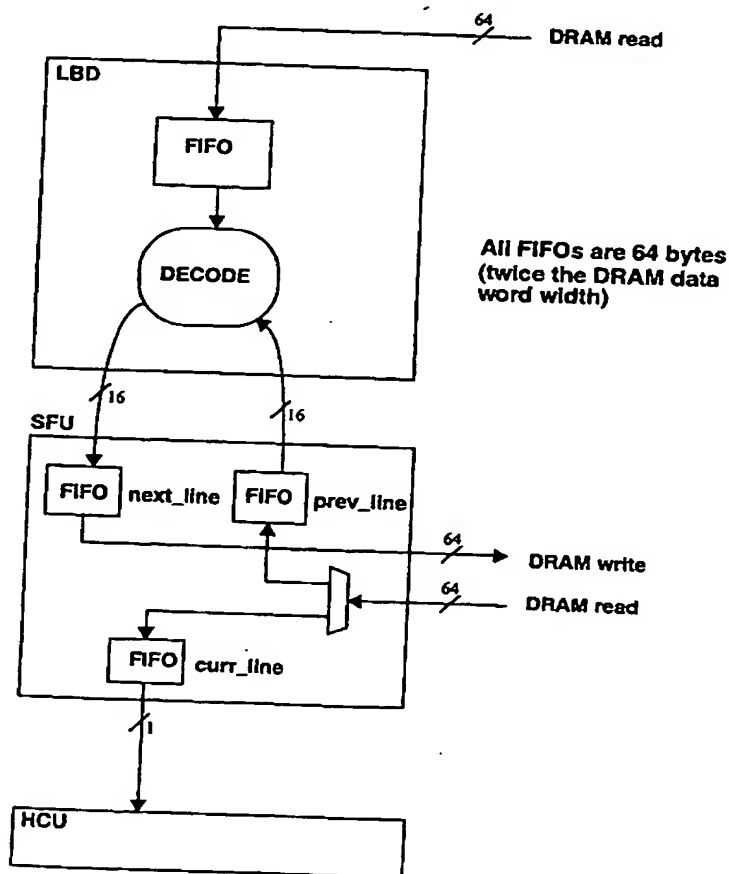 64
DRAM read
LBD
FIFO
DECODE
All FIFOs are 64 bytes
(twice the DRAM data
word width)
16
16
SFU
FIFO
next_line
FIFO
prev_line
64
DRAM write
64
DRAM read
FIFO
curr_line
1
HCU